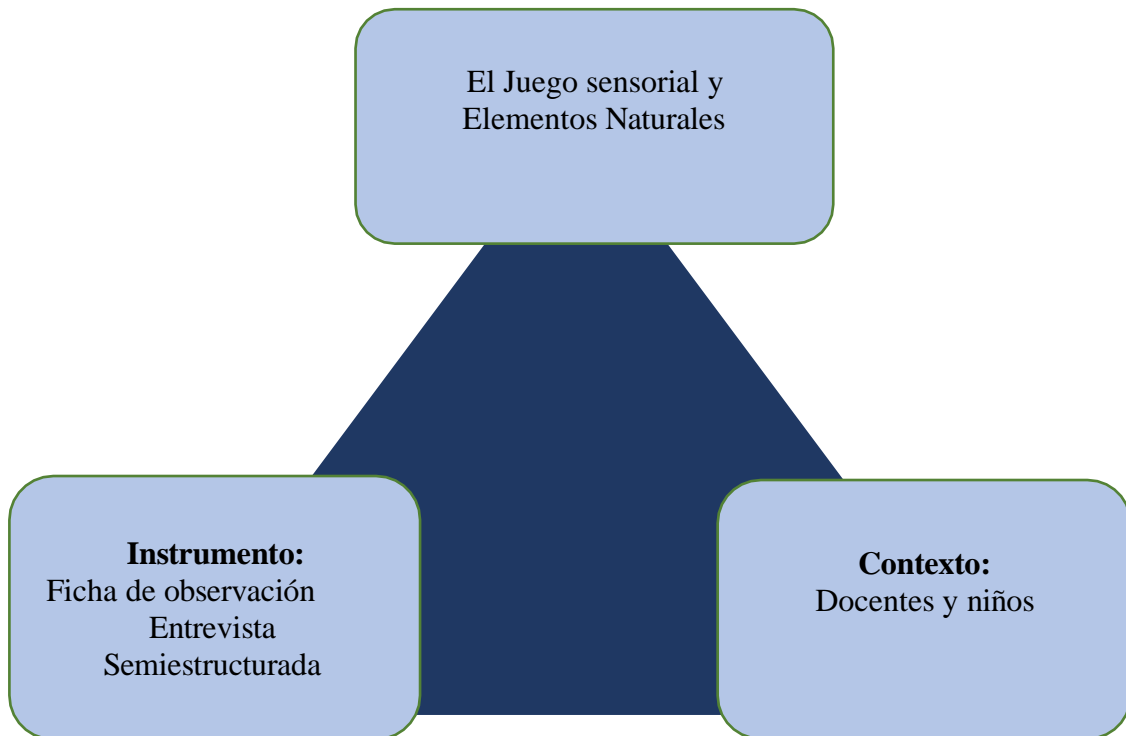 El Juego sensorial y
Elementos Naturales
Instrumento:
Ficha de observación
Entrevista
Semiestructurada
Contexto:
Docentes y niños